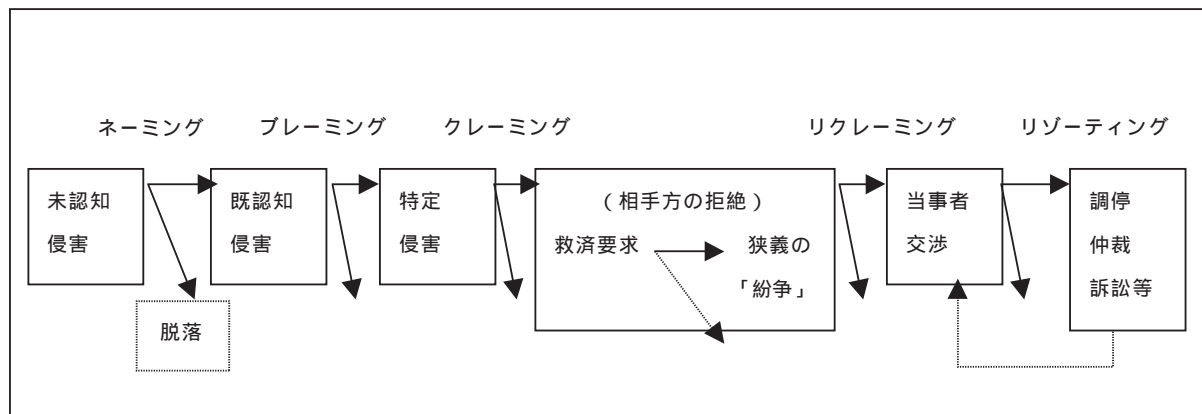 ネーミング
ブレーミング
クレーミング
リクレーミング
リゾーティング
未認知
侵害
既認知
侵害
特定
侵害
(相手方の拒絶)
救済要求
狭義の
「紛争」
当事者
交渉
調停
仲裁
訴訟等
脱落